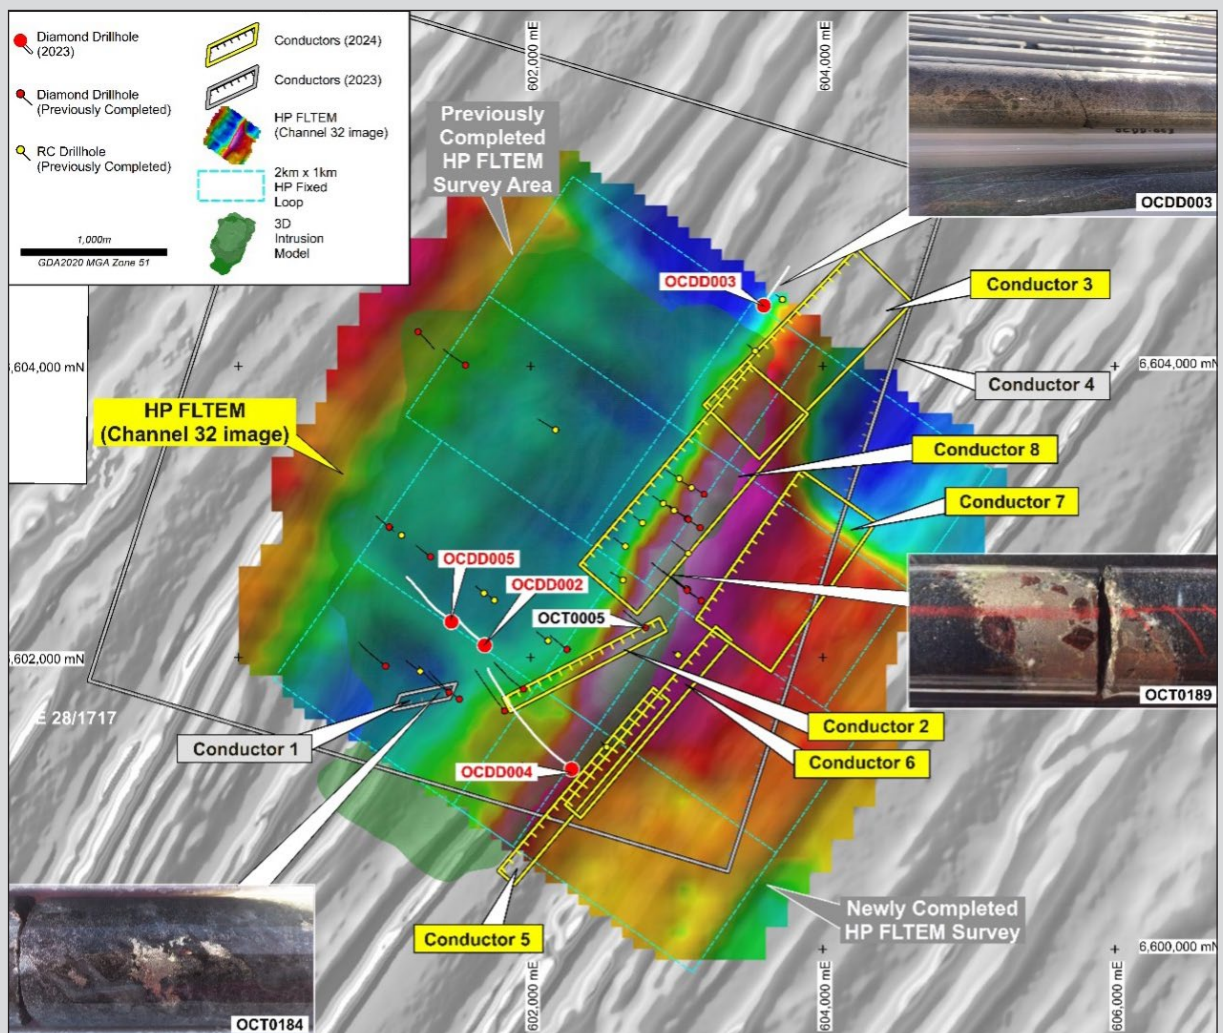 Diamond Drillhole
(2023)
Diamond Drillhole
(Previously Completed)
RC Drillhole
(Previously Completed)
1,000m
GDA2020 MGA Zone 51
Conductors (2024)
Conductors (2023)
HP FLTEM
(Channel 32 image)
2km x 1km
HP Fixed
Loop
3D
Intrusion
Model
602,000 mE
604,000 mE
OCDD003
Previously
Completed
HP FLTEM
Survey Area
OCDD003
Conductor 3
6,604,000 mN
6,604,000 mN
Conductor 4
HP FLTEM
(Channel 32 image)
Conductor 8
Conductor 7
OCDD005
OCDD002
OCT0005
6,602,000 mN
OCT0189
E 28/1717
Conductor 1
Conductor 2
Conductor 6
OCDD004
Conductor 5
Newly Completed
HP FLTEM Survey
6,600,000 mN
602,000 mE
604,000 mE
606,000 mE
OCT0184